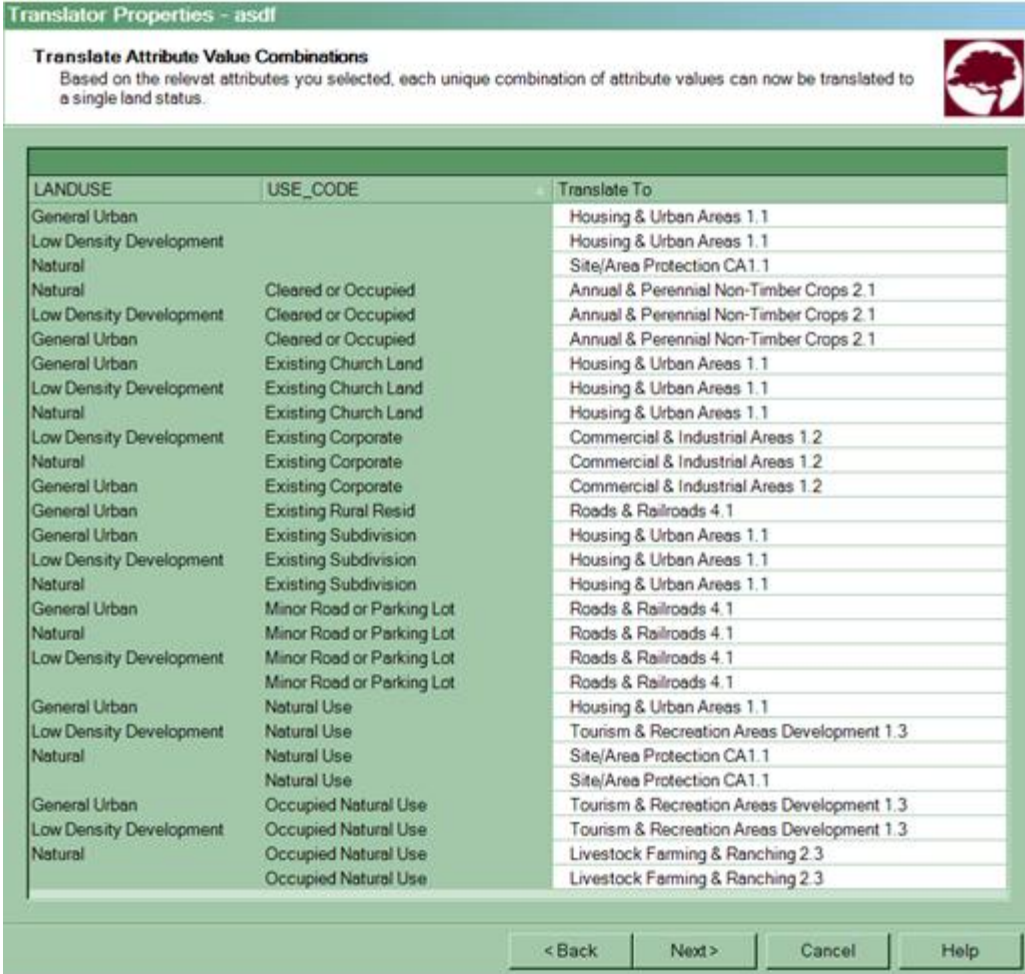 Translator Properties - asdf
Translate Attribute Value Combinations
Based on the relevat attributes you selected, each unique combination of attribute values can now be translated to
a single land status.
LANDUSE USE_CODE Translate To
General Urban Housing & Urban Areas 1.1
Low Density Development Housing & Urban Areas 1.1
Natural Site/Area Protection CA1.1
Natural Cleared or Occupied Annual & Perennial Non-Timber Crops 2.1
Low Density Development Cleared or Occupied Annual & Perennial Non-Timber Crops 2.1
General Urban Cleared or Occupied Annual & Perennial Non-Timber Crops 2.1
General Urban Existing Church Land Housing & Urban Areas 1.1
Low Density Development Existing Church Land Housing & Urban Areas 1.1
Natural Existing Church Land Housing & Urban Areas 1.1
Low Density Development Existing Corporate Commercial & Industrial Areas 1.2
Natural Existing Corporate Commercial & Industrial Areas 1.2
General Urban Existing Corporate Commercial & Industrial Areas 1.2
General Urban Existing Rural Resid Roads & Railroads 4.1
General Urban Existing Subdivision Housing & Urban Areas 1.1
Low Density Development Existing Subdivision Housing & Urban Areas 1.1
Natural Existing Subdivision Housing & Urban Areas 1.1
General Urban Minor Road or Parking Lot Roads & Railroads 4.1
Natural Minor Road or Parking Lot Roads & Railroads 4.1
Low Density Development Minor Road or Parking Lot Roads & Railroads 4.1
Minor Road or Parking Lot Roads & Railroads 4.1
General Urban Natural Use Housing & Urban Areas 1.1
Low Density Development Natural Use Tourism & Recreation Areas Development 1.3
Natural Natural Use Site/Area Protection CA1.1
Natural Use Site/Area Protection CA1.1
General Urban Occupied Natural Use Tourism & Recreation Areas Development 1.3
Low Density Development Occupied Natural Use Tourism & Recreation Areas Development 1.3
Natural Occupied Natural Use Livestock Farming & Ranching 2.3
Occupied Natural Use Livestock Farming & Ranching 2.3
< Back Next > Cancel Help